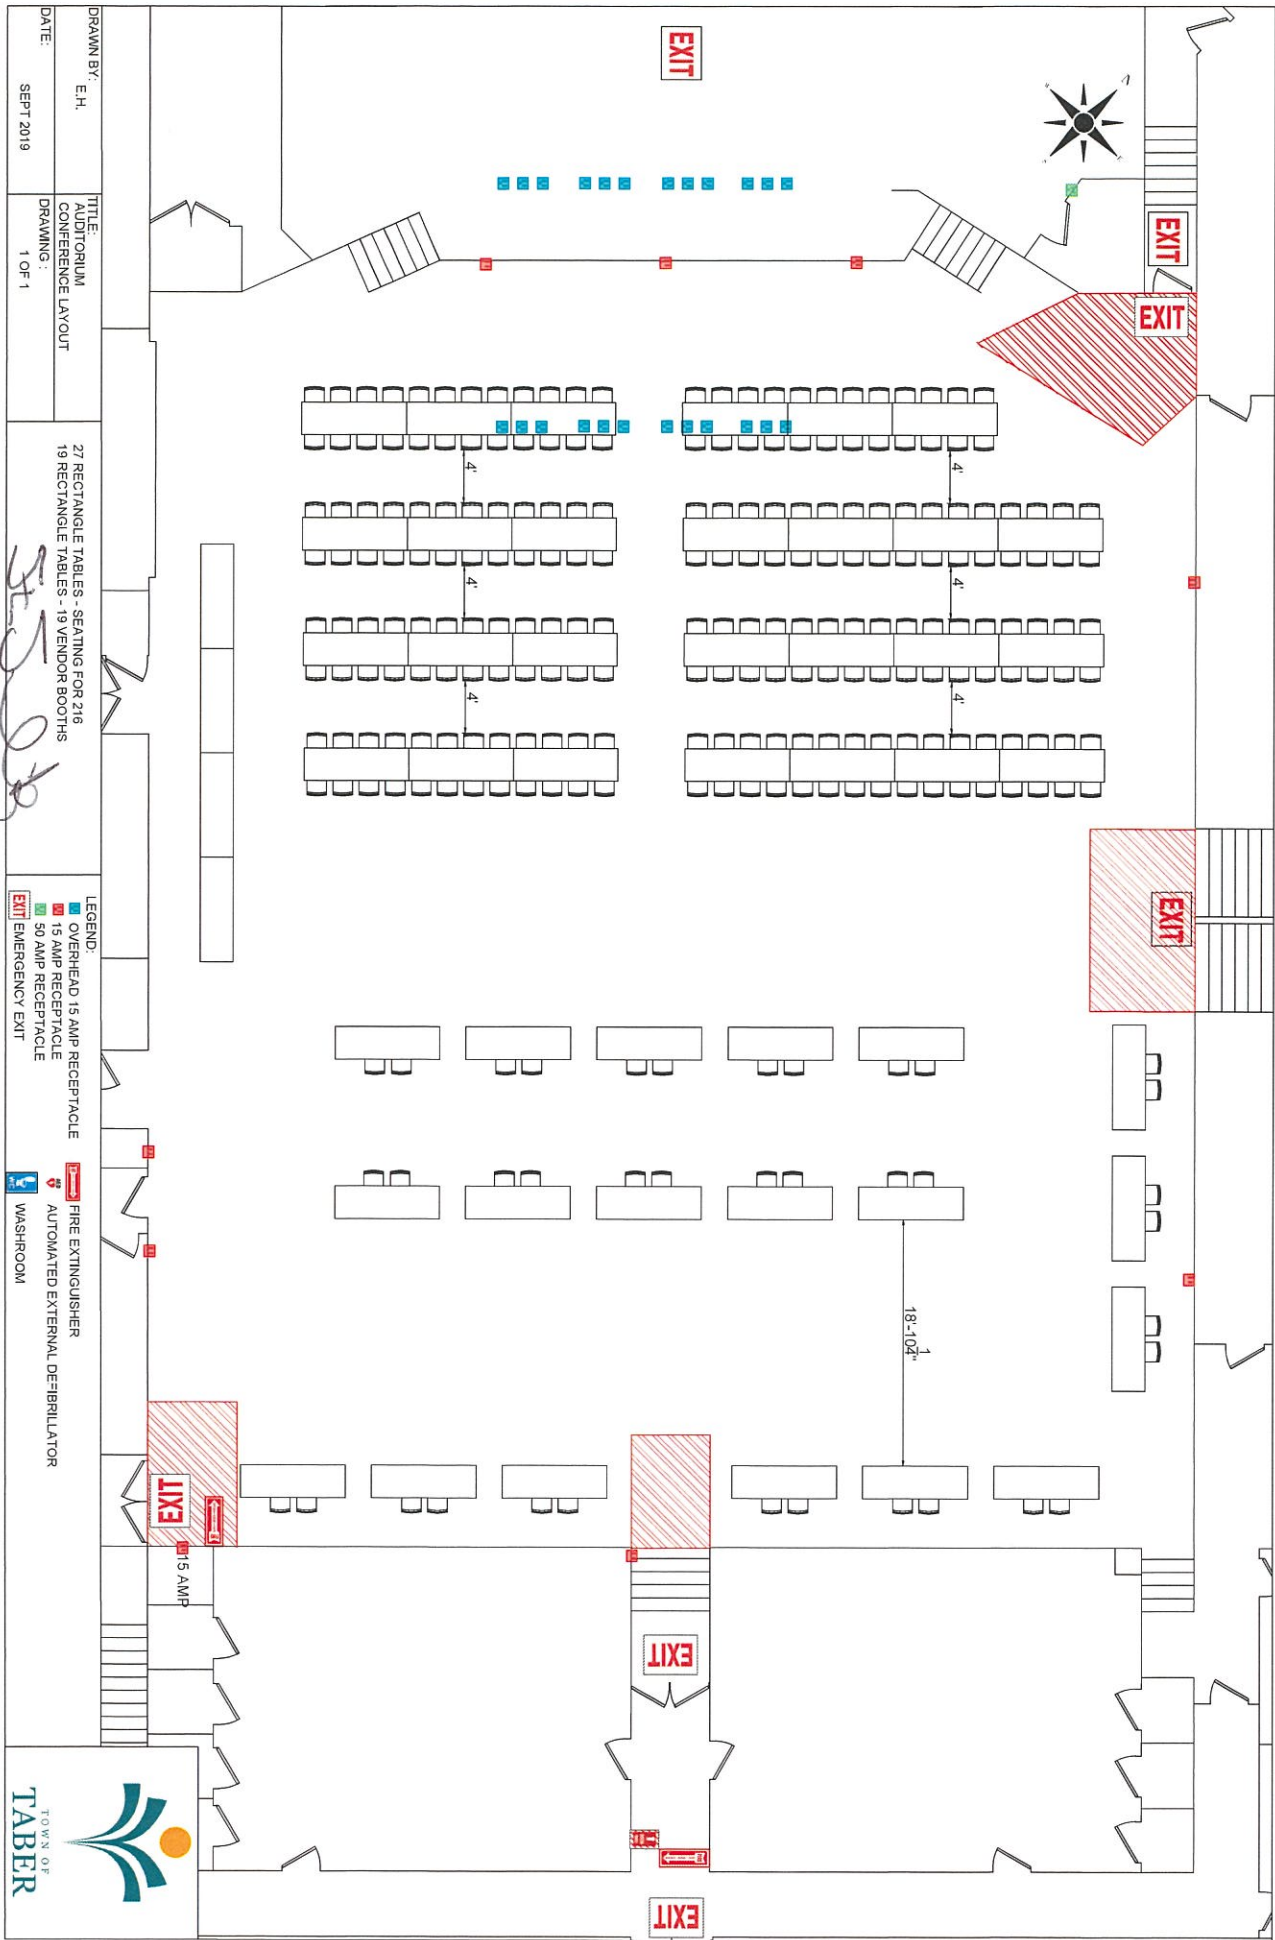 EXIT
EXIT
EXIT
4'
4'
4'
4'
4'
4'
EXIT
18'-10 1/4"
EXIT
15 AMP
EXIT
EXIT
DRAWN BY:
E.H.
DATE:
SEPT 2019
TITLE:
AUDITORIUM
CONFERENCE LAYOUT
DRAWING :
1 OF 1
27 RECTANGLE TABLES - SEATING FOR 216
19 RECTANGLE TABLES - 19 VENDOR BOOTHS
LEGEND:
OVERHEAD 15 AMP RECEPTACLE
15 AMP RECEPTACLE
50 AMP RECEPTACLE
EXIT EMERGENCY EXIT
FIRE EXTINGUISHER
AED AUTOMATED EXTERNAL DEFIBRILLATOR
WC WASHROOM
TOWN OF
TABER